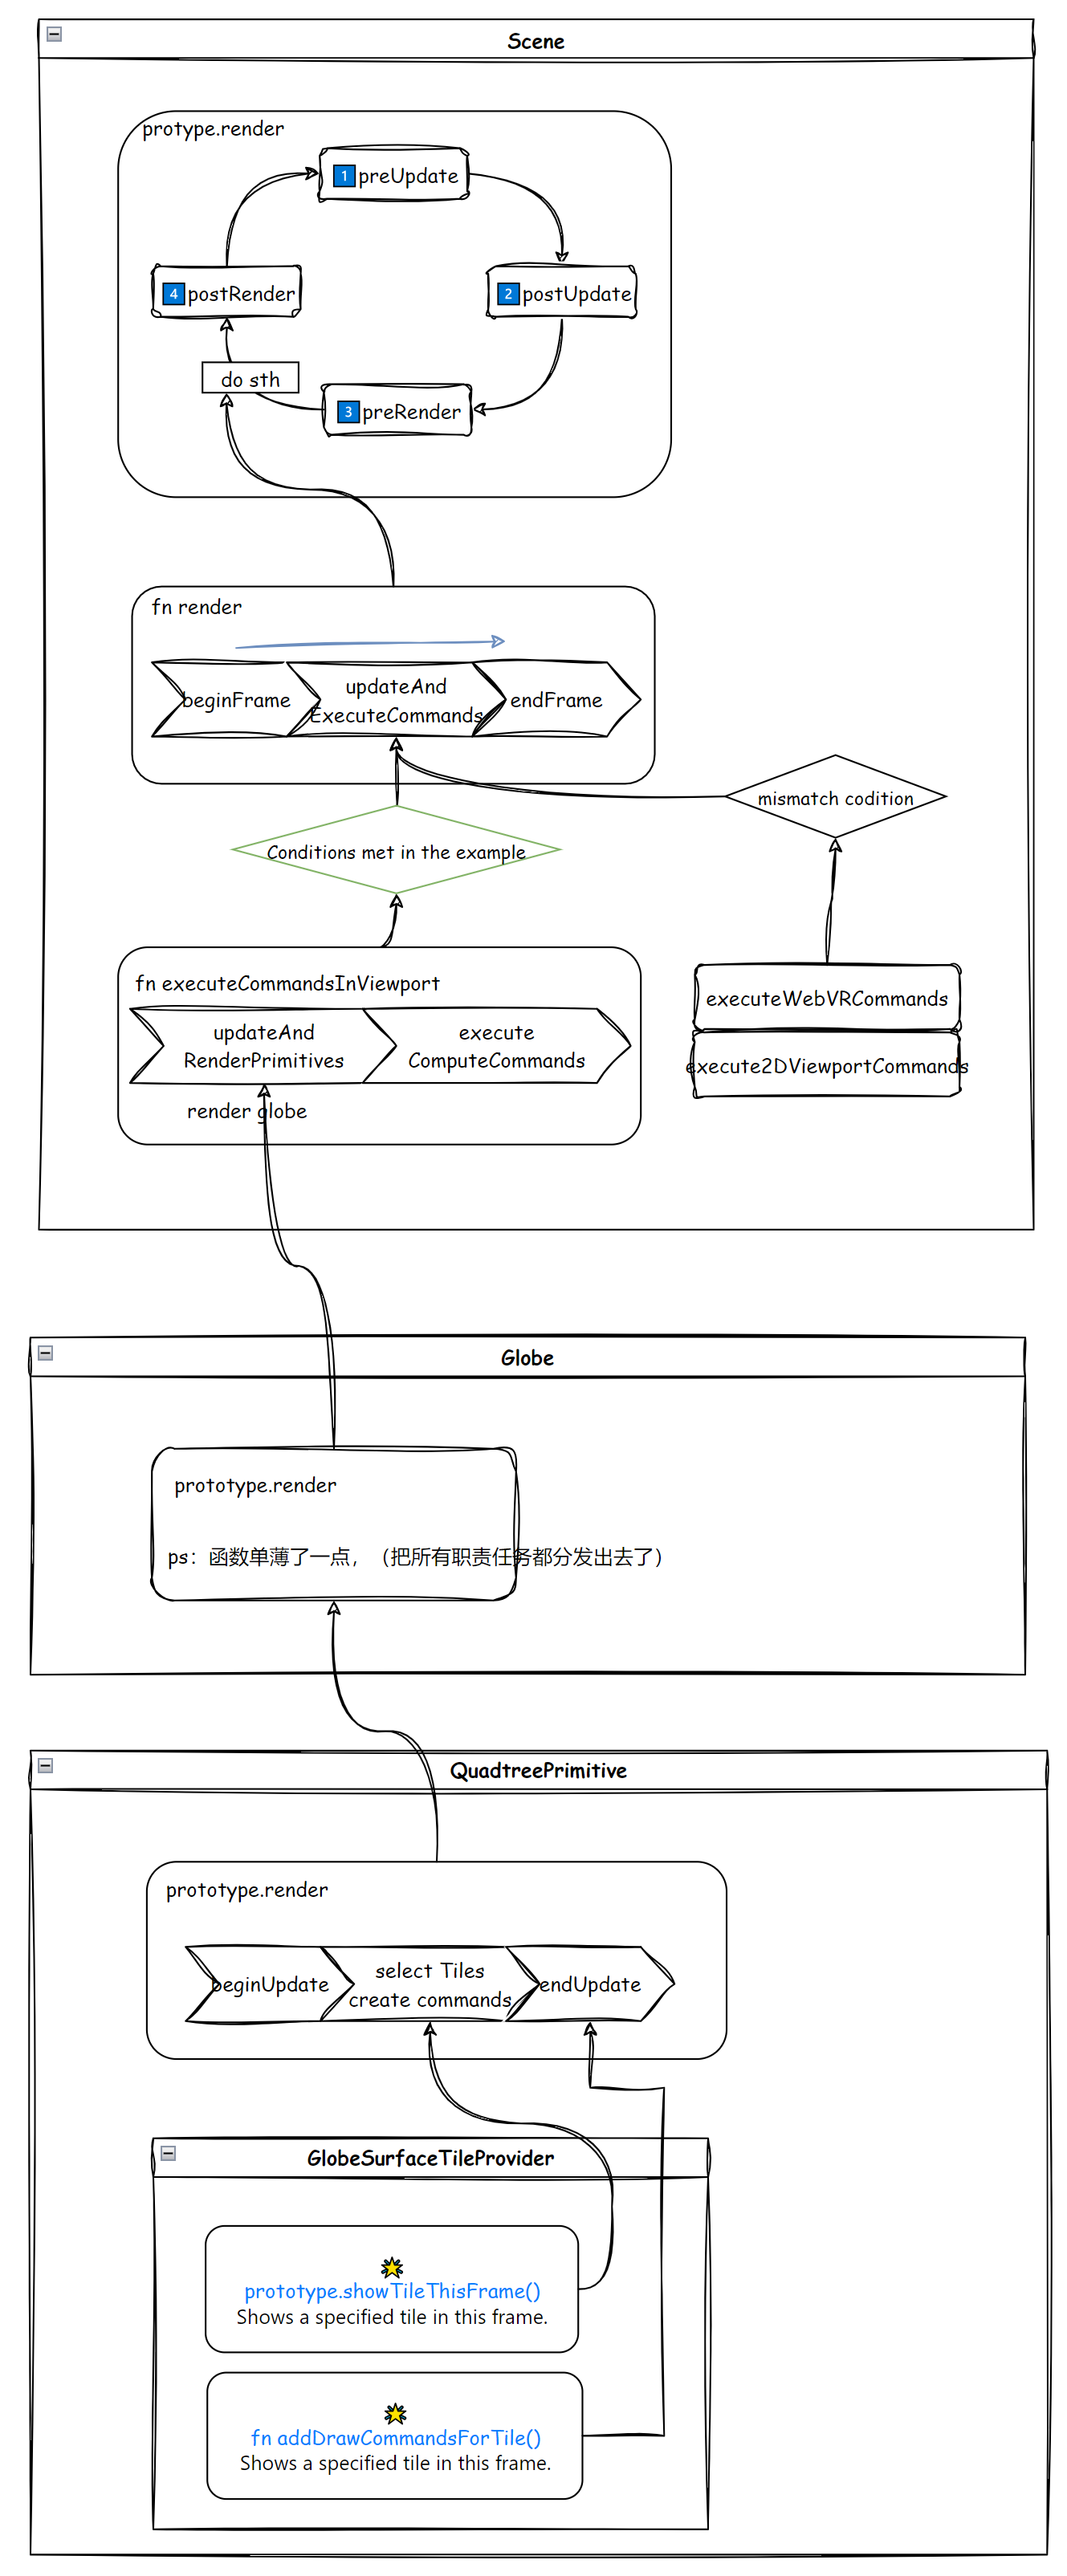 Scene
protype.render
1 preUpdate
4 postRender
2 postUpdate
do sth
3 preRender
fn render
beginFrame
updateAnd
ExecuteCommands
endFrame
mismatch codition
Conditions met in the example
fn executeCommandsInViewport
updateAnd
RenderPrimitives
execute
ComputeCommands
render globe
executeWebVRCommands
execute2DViewportCommands
Globe
prototype.render
ps：函数单薄了一点，（把所有职责任务都分发出去了）
QuadtreePrimitive
prototype.render
beginUpdate
select Tiles
create commands
endUpdate
GlobeSurfaceTileProvider
prototype.showTileThisFrame()
Shows a specified tile in this frame.
fn addDrawCommandsForTile()
Shows a specified tile in this frame.